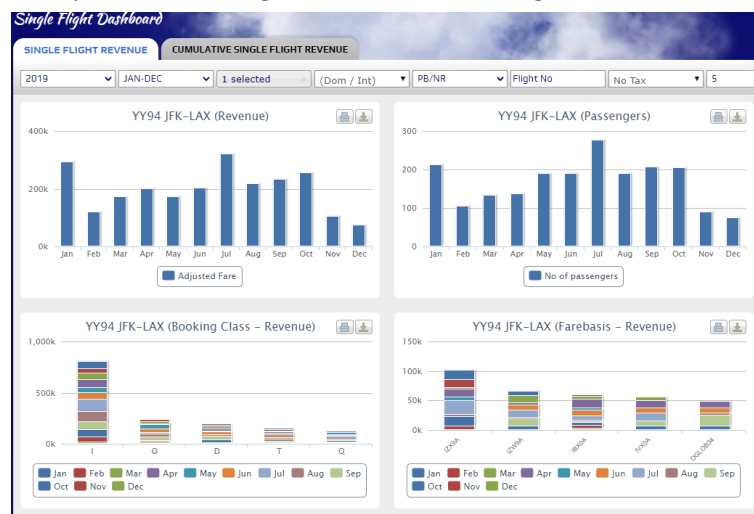 Single Flight Dashboard
SINGLE FLIGHT REVENUE CUMULATIVE SINGLE FLIGHT REVENUE
2019 JAN-DEC 1 selected (Dom / Int) PB/NR Flight No No Tax 5
YY94 JFK-LAX (Revenue)
400k
200k
0k
Jan Feb Mar Apr May Jun Jul Aug Sep Oct Nov Dec
Adjusted Fare
YY94 JFK-LAX (Passengers)
300
200
100
0
Jan Feb Mar Apr May Jun Jul Aug Sep Oct Nov Dec
No of passengers
YY94 JFK-LAX (Booking Class - Revenue)
1,000k
500k
0k
I O D T Q
Jan Feb Mar Apr May Jun Jul Aug Sep
Oct Nov Dec
YY94 JFK-LAX (Farebasis - Revenue)
150k
100k
50k
0k
IZX0A IZW0A IBX0A IVX0A DGLOB34
Jan Feb Mar Apr May Jun Jul Aug Sep
Oct Nov Dec